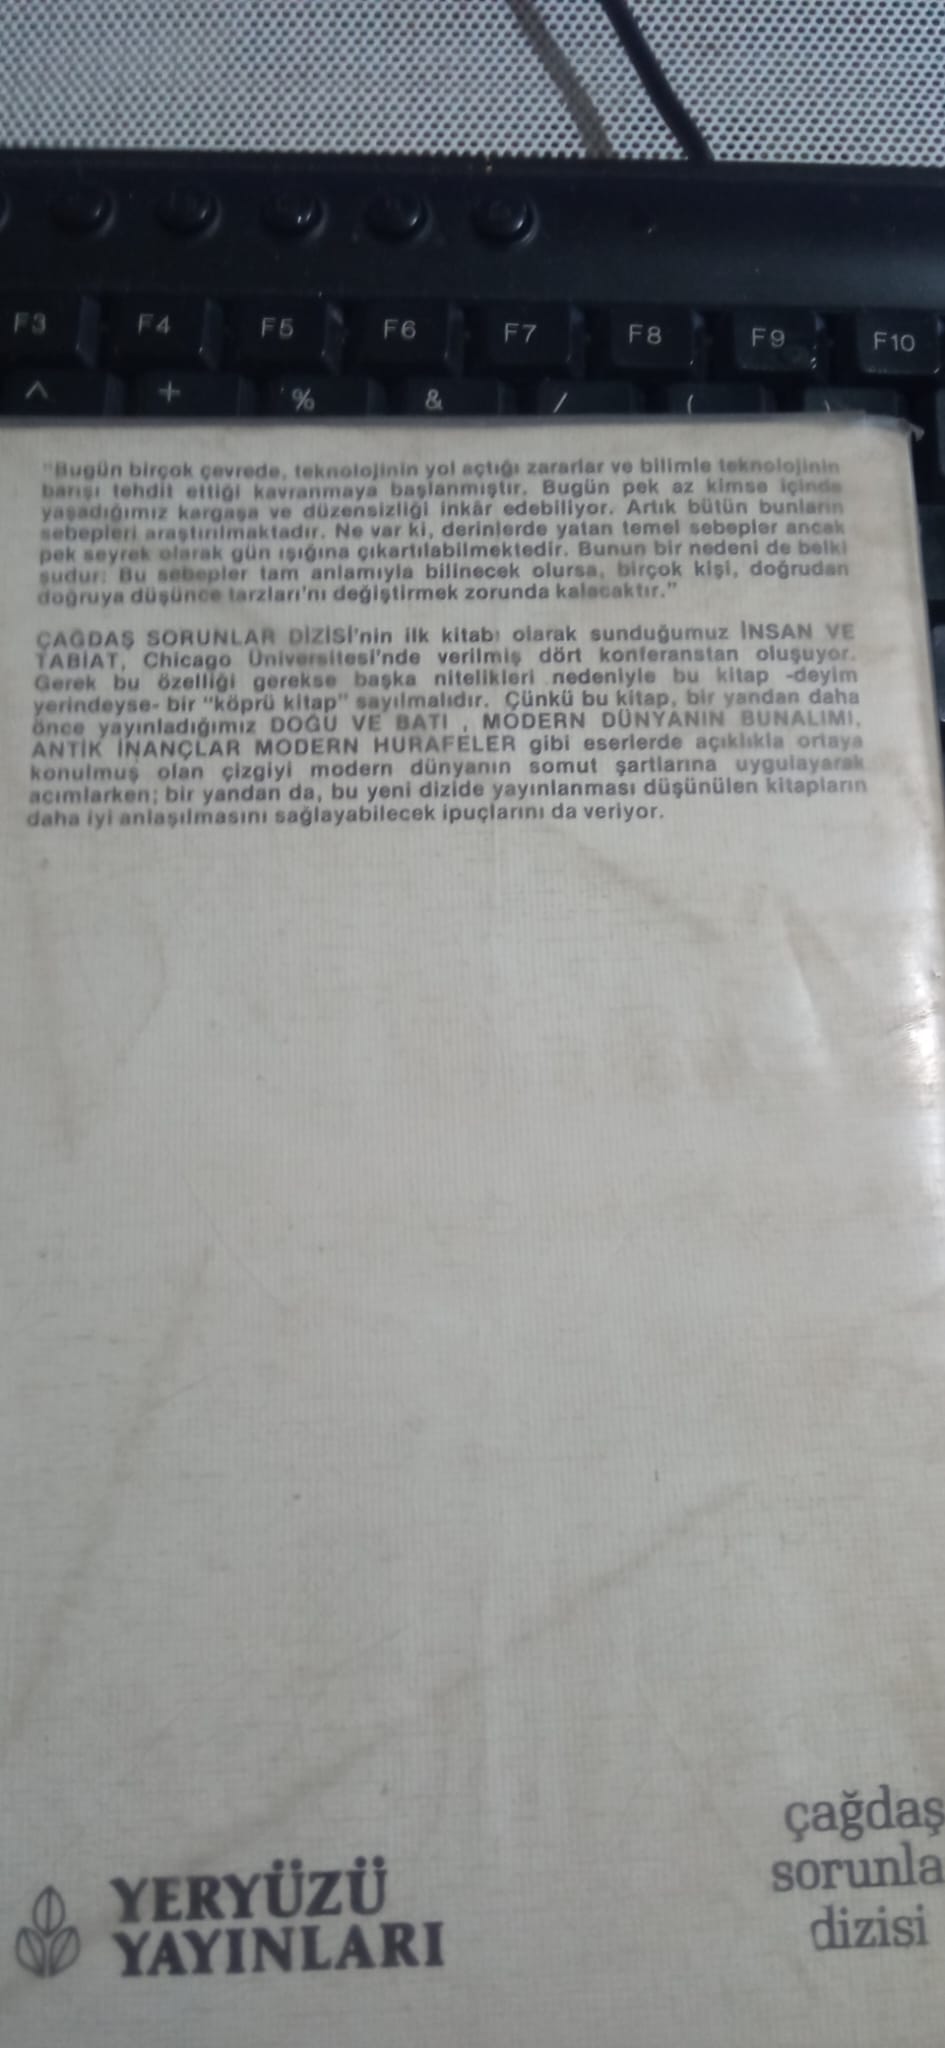 F3 F4 F5 F6 F7 F8 F9 F10
^ + % & / ( )
"Bugün birçok çevrede, teknolojinin yol açtığı zararlar ve bilimle teknolojinin
barışı tehdit ettiği kavranmaya başlanmıştır. Bugün pek az kimse içinde
yaşadığımız kargaşa ve düzensizliği inkâr edebiliyor. Artık bütün bunların
sebepleri araştırılmaktadır. Ne var ki, derinlerde yatan temel sebepler ancak
pek seyrek olarak gün ışığına çıkartılabilmektedir. Bunun bir nedeni de belki
şudur: Bu sebepler tam anlamıyla bilinecek olursa, birçok kişi, doğrudan
doğruya düşünce tarzları'nı değiştirmek zorunda kalacaktır."
ÇAĞDAŞ SORUNLAR DİZİSİ'nin ilk kitabı olarak sunduğumuz İNSAN VE
TABİAT, Chicago Üniversitesi'nde verilmiş dört konferanstan oluşuyor.
Gerek bu özelliği gerekse başka nitelikleri nedeniyle bu kitap -deyim
yerindeyse- bir "köprü kitap" sayılmalıdır. Çünkü bu kitap, bir yandan daha
önce yayınladığımız DOĞU VE BATI , MODERN DÜNYANIN BUNALIMI,
ANTİK İNANÇLAR MODERN HURAFELER gibi eserlerde açıklıkla ortaya
konulmuş olan çizgiyi modern dünyanın somut şartlarına uygulayarak
açımlarken; bir yandan da, bu yeni dizide yayınlanması düşünülen kitapların
daha iyi anlaşılmasını sağlayabilecek ipuçlarını da veriyor.
YERYÜZÜ
YAYINLARI
çağdaş
sorunla
dizisi